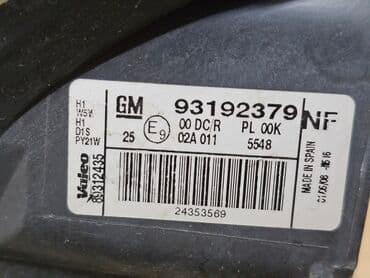 H1
W5W
H1
D1S
PY21W
GM 93192379 NF
25 E9 00 DC/R PL 00K
02A 011 5548
Valeo
89312435
24353569
MADE IN SPAIN